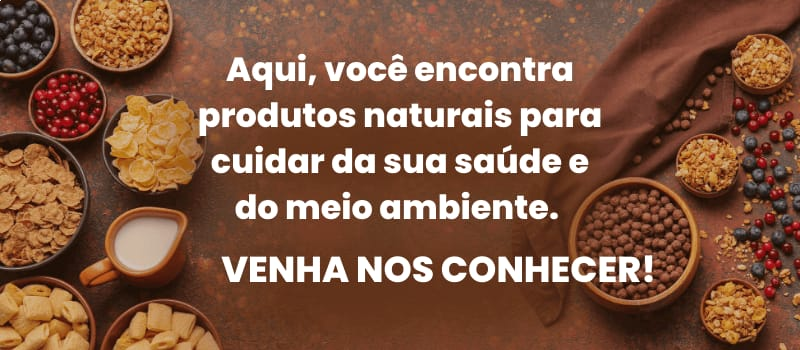 Aqui, você encontra
produtos naturais para
cuidar da sua saúde e
do meio ambiente.
VENHA NOS CONHECER!